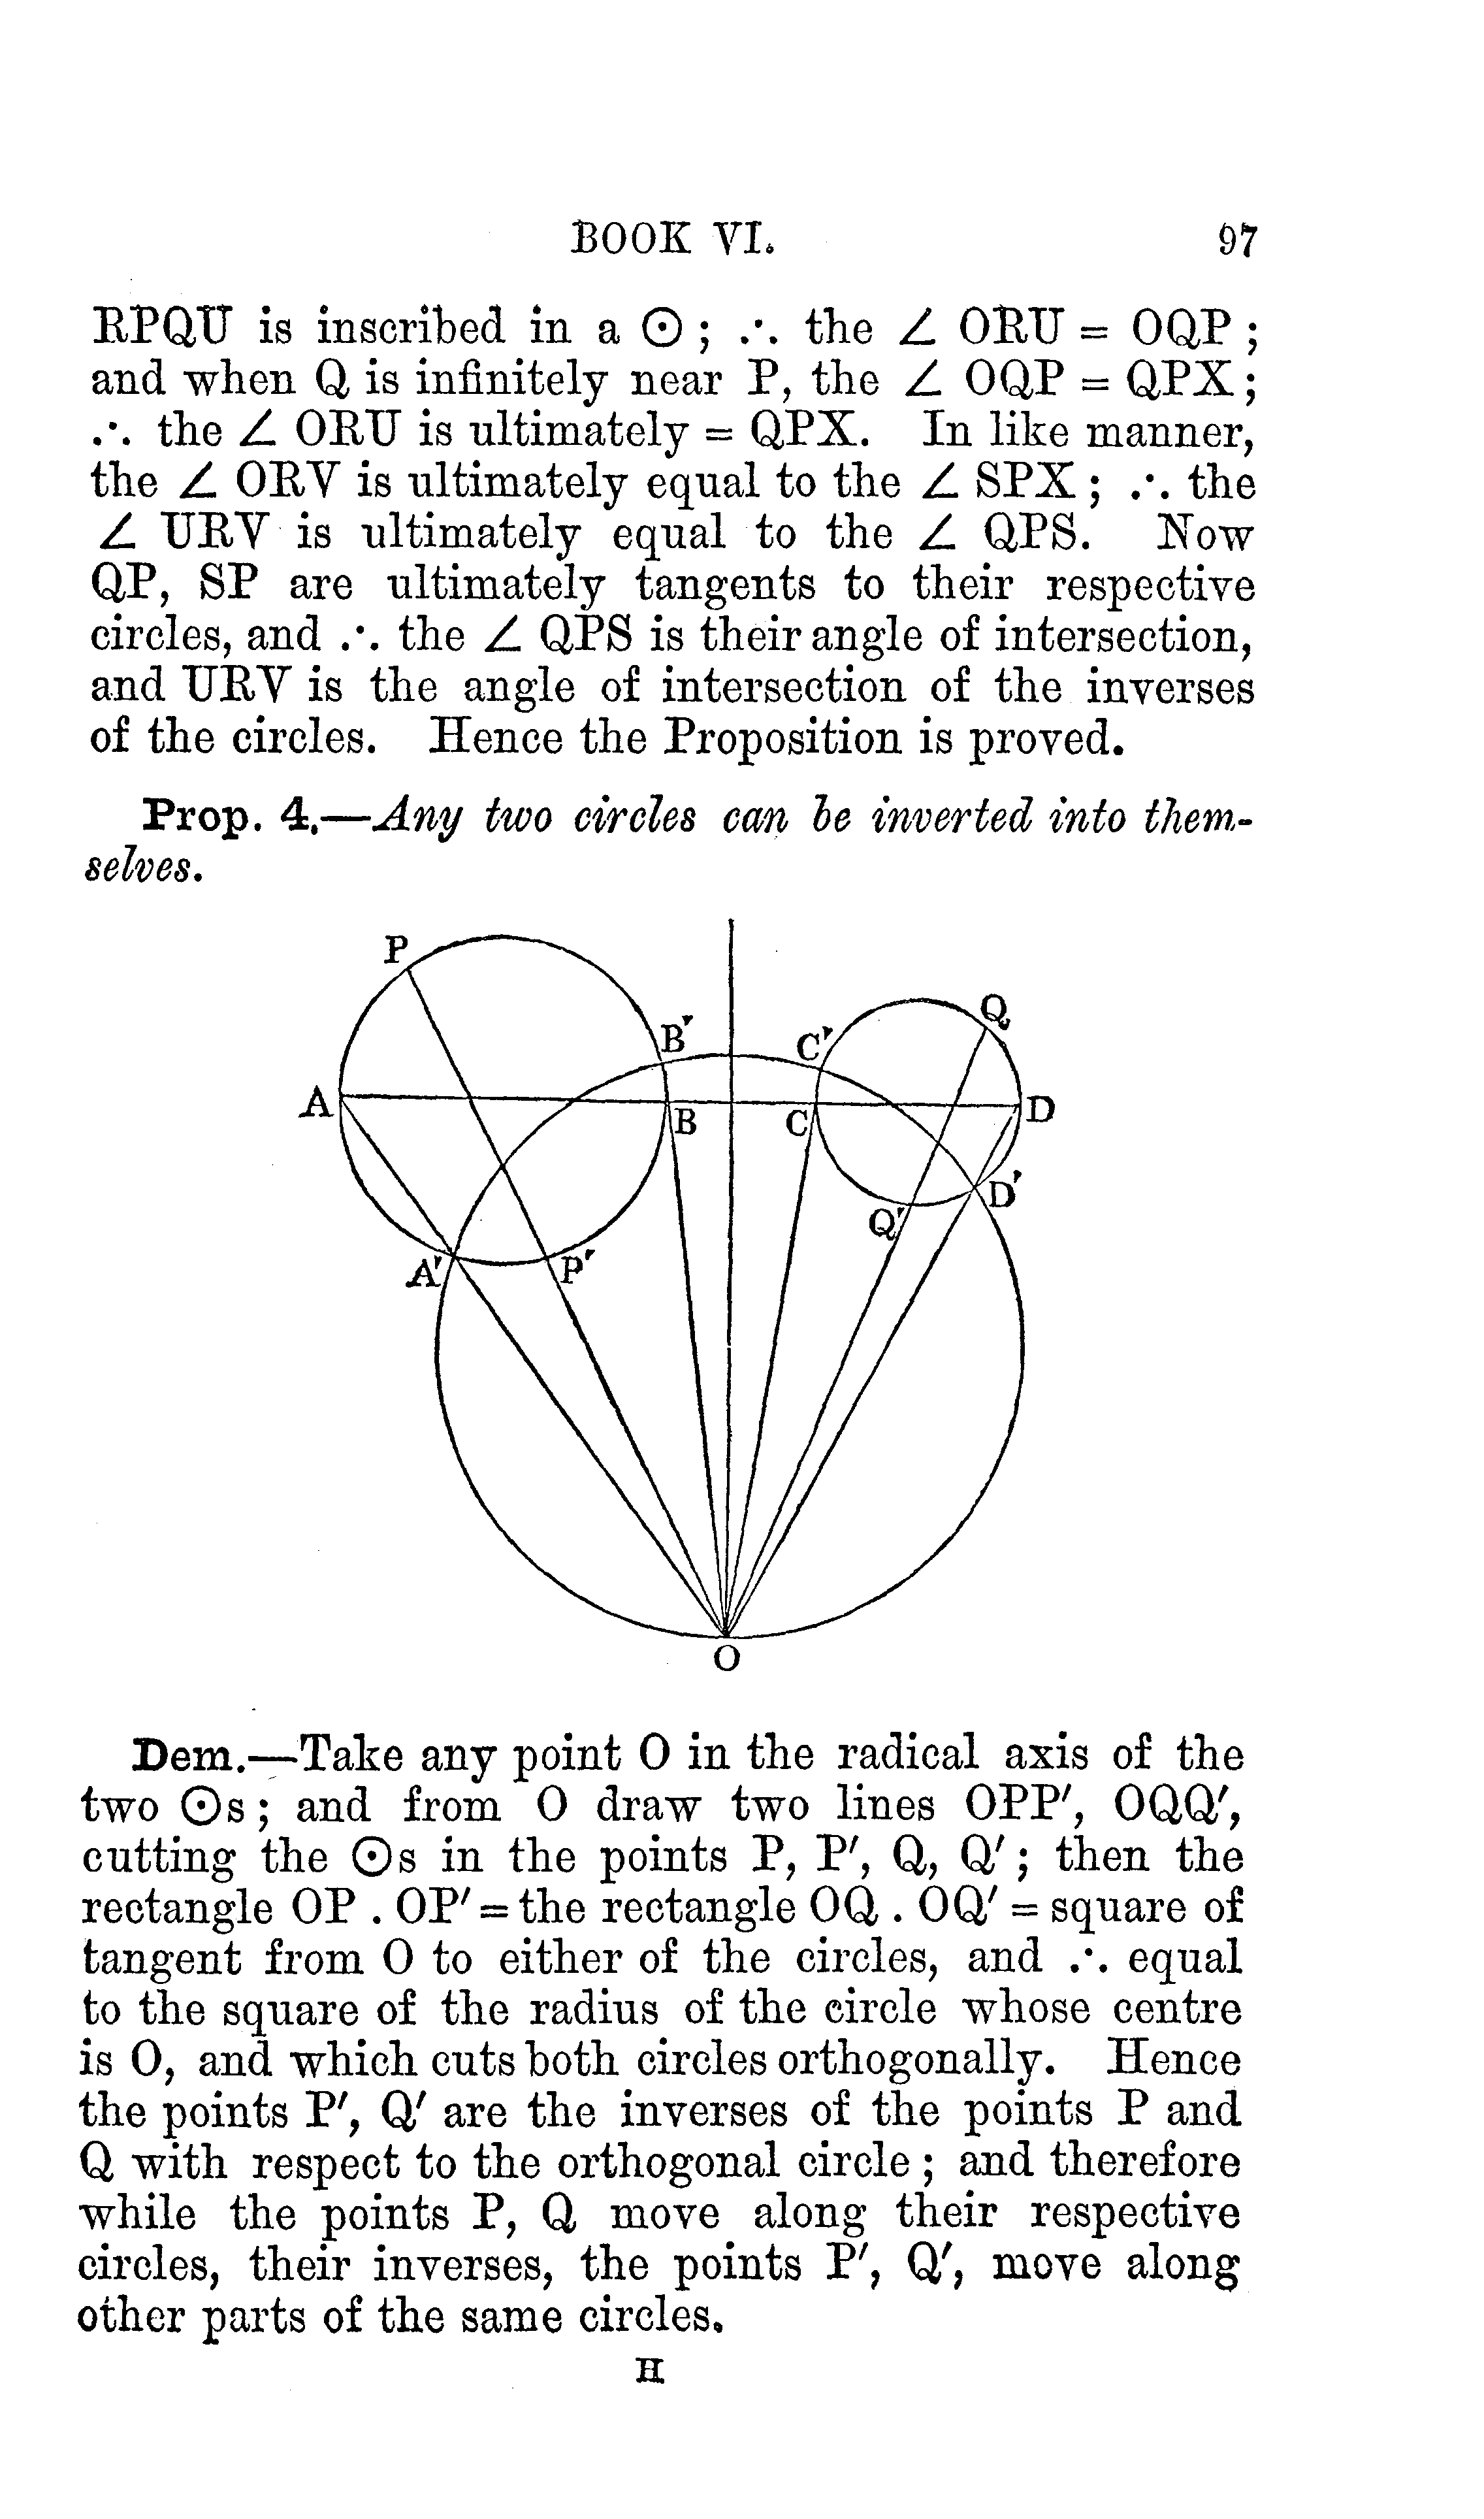 BOOK VI. 97
RPQU is inscribed in a ⊙; ∴ the ∠ ORU = OQP;
and when Q is infinitely near P, the ∠ OQP = QPX;
∴ the ∠ ORU is ultimately = QPX. In like manner,
the ∠ ORV is ultimately equal to the ∠ SPX; ∴ the
∠ URV is ultimately equal to the ∠ QPS. Now
QP, SP are ultimately tangents to their respective
circles, and ∴ the ∠ QPS is their angle of intersection,
and URV is the angle of intersection of the inverses
of the circles. Hence the Proposition is proved.
Prop. 4.—Any two circles can be inverted into them-
selves.
P
Q
B′
C′
A
B
C
D
D′
Q′
A′
P′
O
Dem.—Take any point O in the radical axis of the
two ⊙s; and from O draw two lines OPP′, OQQ′,
cutting the ⊙s in the points P, P′, Q, Q′; then the
rectangle OP . OP′ = the rectangle OQ . OQ′ = square of
tangent from O to either of the circles, and ∴ equal
to the square of the radius of the circle whose centre
is O, and which cuts both circles orthogonally. Hence
the points P′, Q′ are the inverses of the points P and
Q with respect to the orthogonal circle; and therefore
while the points P, Q move along their respective
circles, their inverses, the points P′, Q′, move along
other parts of the same circles.
H